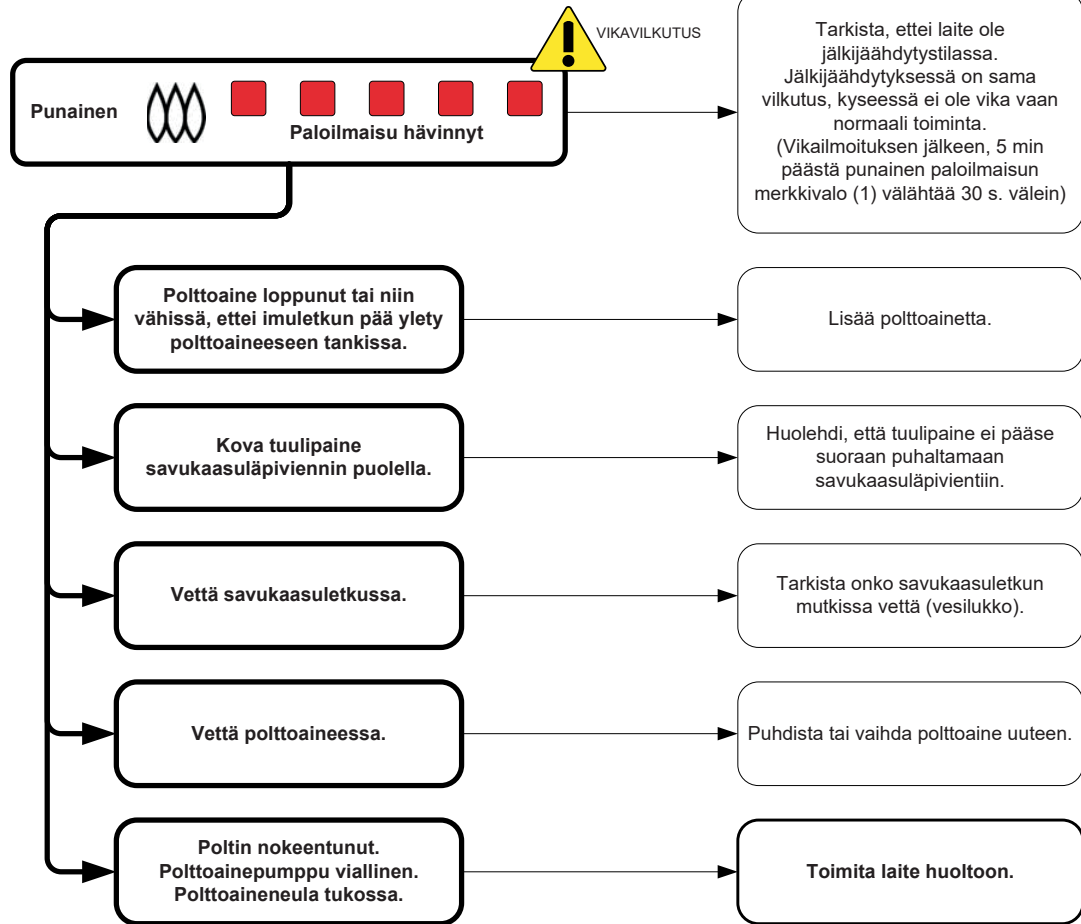 VIKAVILKUTUS
Punainen
Paloilmaisu hävinnyt
Tarkista, ettei laite ole
jälkijäähdytystilassa.
Jälkijäähdytyksessä on sama
vilkutus, kyseessä ei ole vika vaan
normaali toiminta.
(Vikailmoituksen jälkeen, 5 min
päästä punainen paloilmaisun
merkkivalo (1) välähtää 30 s. välein)
Polttoaine loppunut tai niin
vähissä, ettei imuletkun pää ylety
polttoaineeseen tankissa.
Lisää polttoainetta.
Kova tuulipaine
savukaasuläpiviennin puolella.
Huolehdi, että tuulipaine ei pääse
suoraan puhaltamaan
savukaasuläpivientiin.
Vettä savukaasuletkussa.
Tarkista onko savukaasuletkun
mutkissa vettä (vesilukko).
Vettä polttoaineessa.
Puhdista tai vaihda polttoaine uuteen.
Poltin nokeentunut.
Polttoainepumppu viallinen.
Polttoaineneula tukossa.
Toimita laite huoltoon.